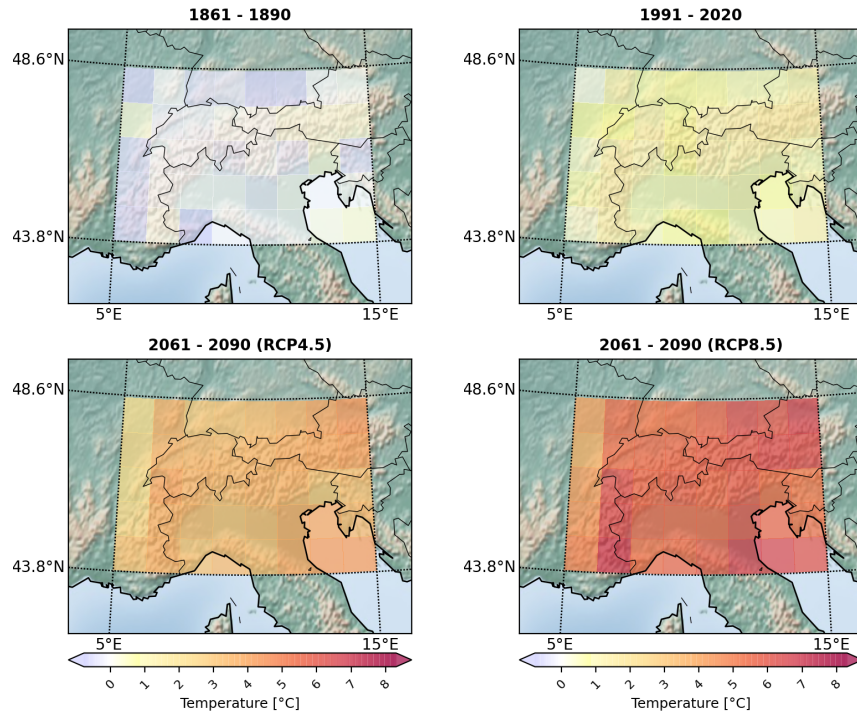 1861 - 1890
1991 - 2020
48.6°N
48.6°N
43.8°N
43.8°N
5°E
15°E
5°E
15°E
2061 - 2090 (RCP4.5)
2061 - 2090 (RCP8.5)
48.6°N
48.6°N
43.8°N
43.8°N
5°E
15°E
5°E
15°E
0 1 2 3 4 5 6 7 8
0 1 2 3 4 5 6 7 8
Temperature [°C]
Temperature [°C]